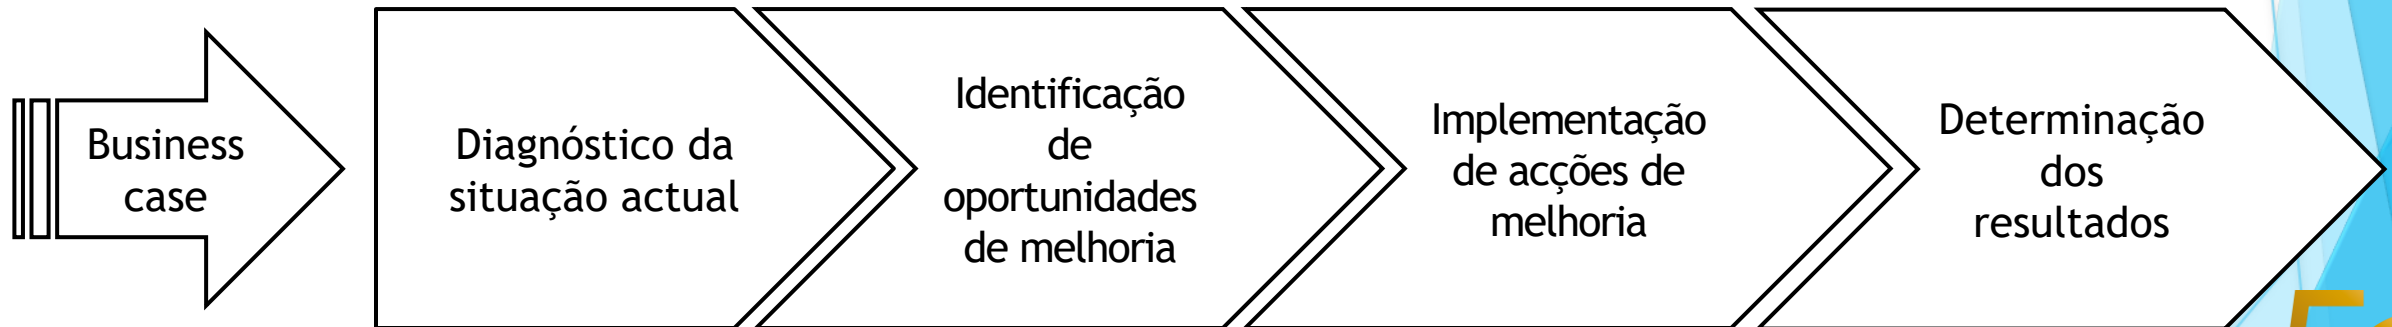 Business
case
Diagnóstico da
situação actual
Identificação
de
oportunidades
de melhoria
Implementação
de acções de
melhoria
Determinação
dos
resultados